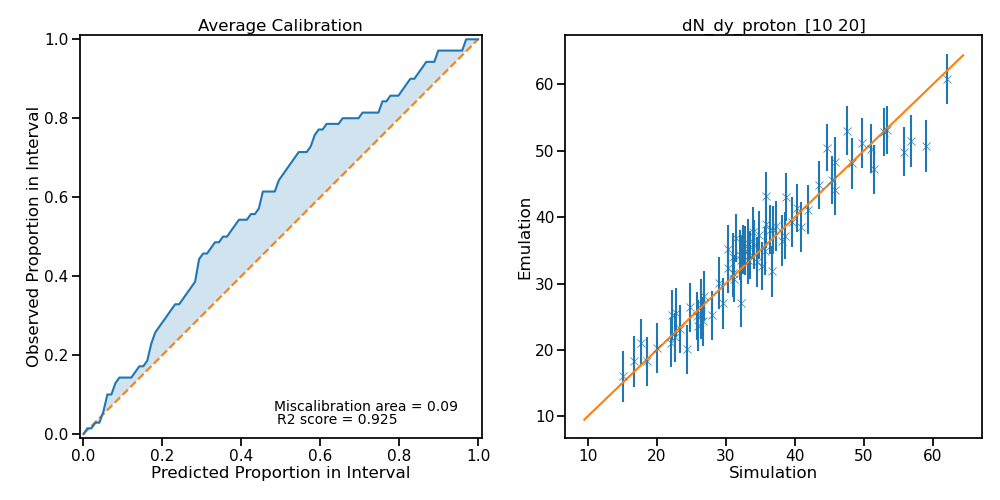 Average Calibration
1.0
0.8
0.6
0.4
0.2
0.0
Observed Proportion in Interval
Miscalibration area = 0.09
R2 score = 0.925
0.0 0.2 0.4 0.6 0.8 1.0
Predicted Proportion in Interval
dN dy proton [10 20]
60
50
40
30
20
10
Emulation
10 20 30 40 50 60
Simulation